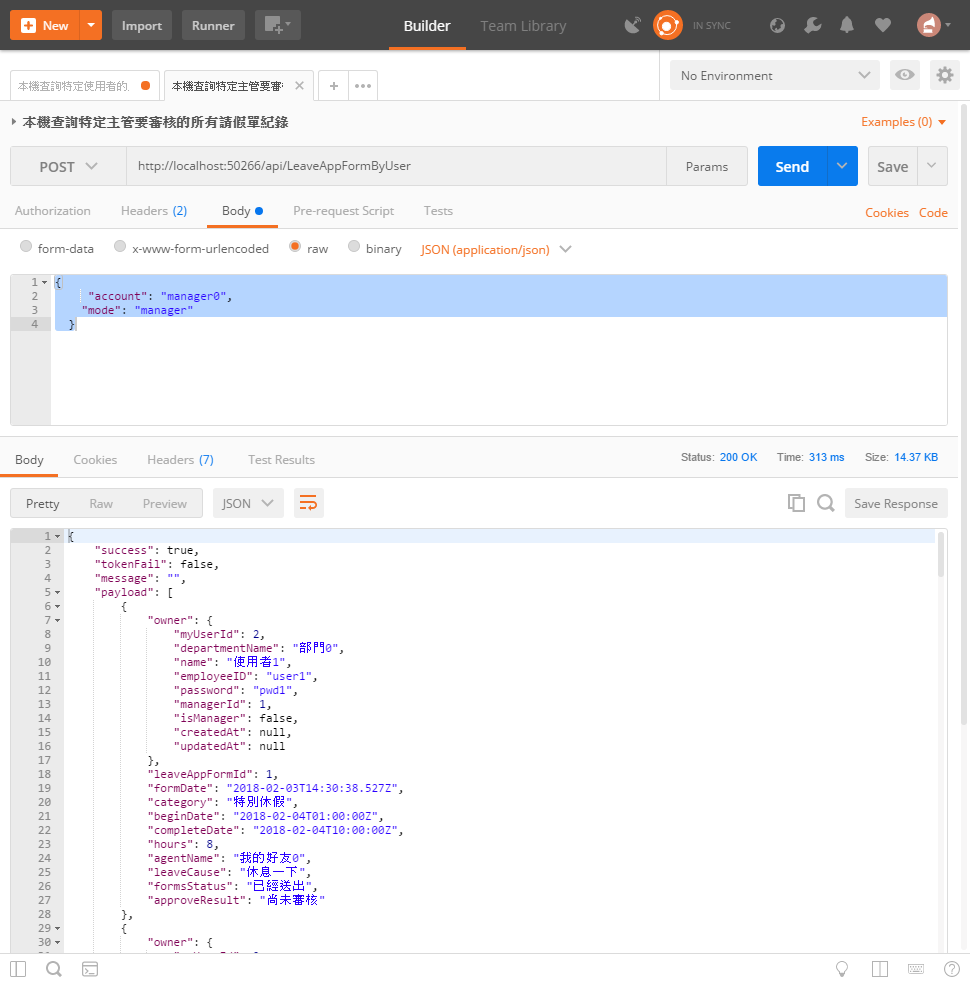 New Import Runner Builder Team Library IN SYNC
本機查詢特定使用者的 本機查詢特定主管要審 + ••• No Environment
本機查詢特定主管要審核的所有請假單紀錄 Examples (0)
POST http://localhost:50266/api/LeaveAppFormByUser Params Send Save
Authorization Headers (2) Body Pre-request Script Tests Cookies Code
form-data x-www-form-urlencoded raw binary JSON (application/json)
1 {
2 "account": "manager0",
3 "mode": "manager"
4 }
Body Cookies Headers (7) Test Results Status: 200 OK Time: 313 ms Size: 14.37 KB
Pretty Raw Preview JSON Save Response
1 {
2 "success": true,
3 "tokenFail": false,
4 "message": "",
5 "payload": [
6 {
7 "owner": {
8 "myUserId": 2,
9 "departmentName": "部門0",
10 "name": "使用者1",
11 "employeeID": "user1",
12 "password": "pwd1",
13 "managerId": 1,
14 "isManager": false,
15 "createdAt": null,
16 "updatedAt": null
17 },
18 "leaveAppFormId": 1,
19 "formDate": "2018-02-03T14:30:38.527Z",
20 "category": "特別休假",
21 "beginDate": "2018-02-04T01:00:00Z",
22 "completeDate": "2018-02-04T10:00:00Z",
23 "hours": 8,
24 "agentName": "我的好友0",
25 "leaveCause": "休息一下",
26 "formsStatus": "已經送出",
27 "approveResult": "尚未審核"
28 },
29 {
30 "owner": {